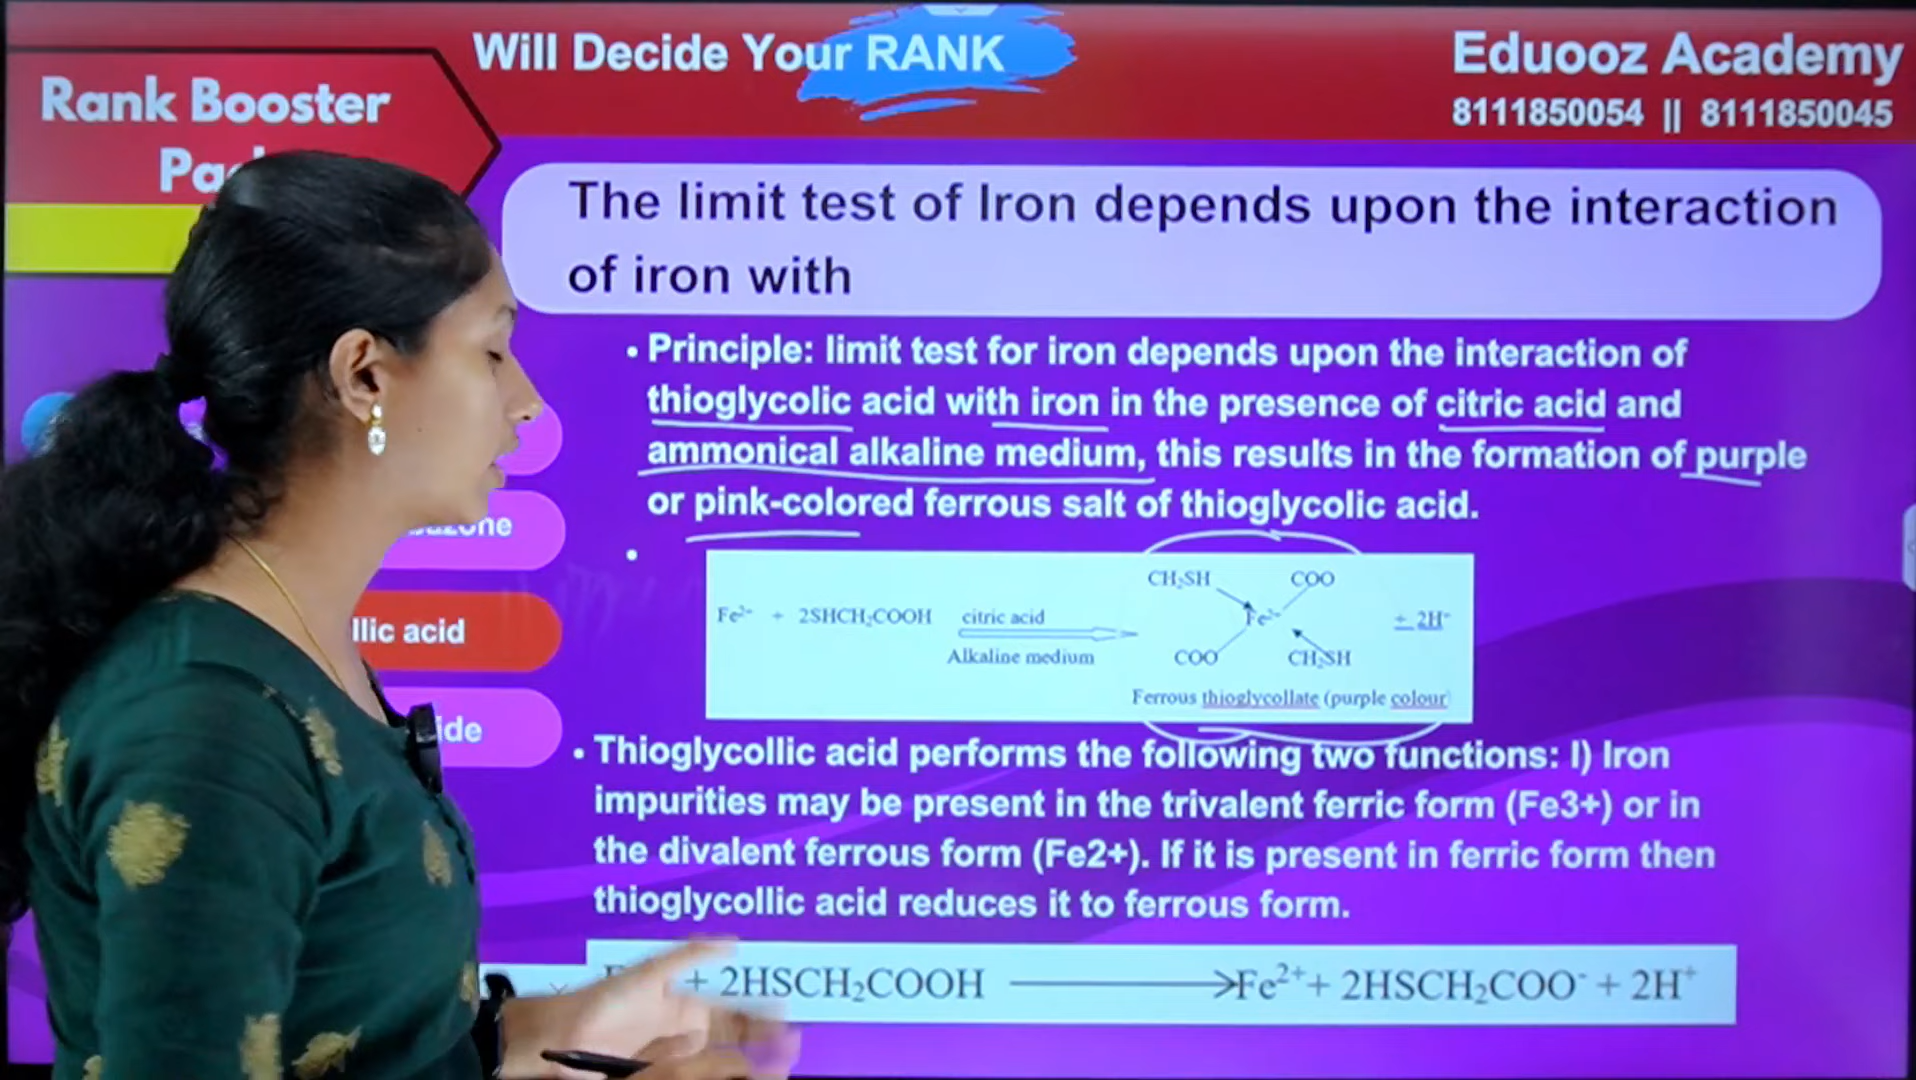 Will Decide Your RANK
Eduooz Academy
8111850054 || 8111850045
Rank Booster
The limit test of Iron depends upon the interaction
of iron with
• Principle: limit test for iron depends upon the interaction of
thioglycolic acid with iron in the presence of citric acid and
ammonical alkaline medium, this results in the formation of purple
or pink-colored ferrous salt of thioglycolic acid.
•
CH₂SH COO
Fe²⁺ + 2SHCH₂COOH citric acid Fe²⁺ + 2H⁺
Alkaline medium COO CH₂SH
Ferrous thioglycollate (purple colour)
llic acid
ide
• Thioglycollic acid performs the following two functions: I) Iron
impurities may be present in the trivalent ferric form (Fe3+) or in
the divalent ferrous form (Fe2+). If it is present in ferric form then
thioglycollic acid reduces it to ferrous form.
+ 2HSCH₂COOH ⟶ Fe²⁺ + 2HSCH₂COO⁻ + 2H⁺